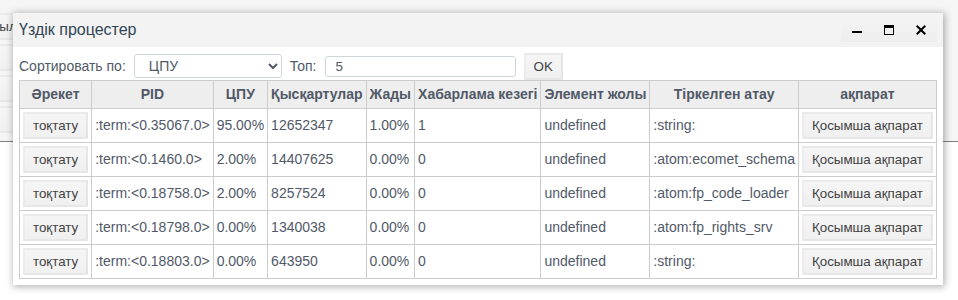 Үздік процестер
Сортировать по: ЦПУ Топ: 5 OK
Әрекет PID ЦПУ Қысқартулар Жады Хабарлама кезегі Элемент жолы Тіркелген атау ақпарат
тоқтату :term:<0.35067.0> 95.00% 12652347 1.00% 1 undefined :string: Қосымша ақпарат
тоқтату :term:<0.1460.0> 2.00% 14407625 0.00% 0 undefined :atom:ecomet_schema Қосымша ақпарат
тоқтату :term:<0.18758.0> 2.00% 8257524 0.00% 0 undefined :atom:fp_code_loader Қосымша ақпарат
тоқтату :term:<0.18798.0> 0.00% 1340038 0.00% 0 undefined :atom:fp_rights_srv Қосымша ақпарат
тоқтату :term:<0.18803.0> 0.00% 643950 0.00% 0 undefined :string: Қосымша ақпарат